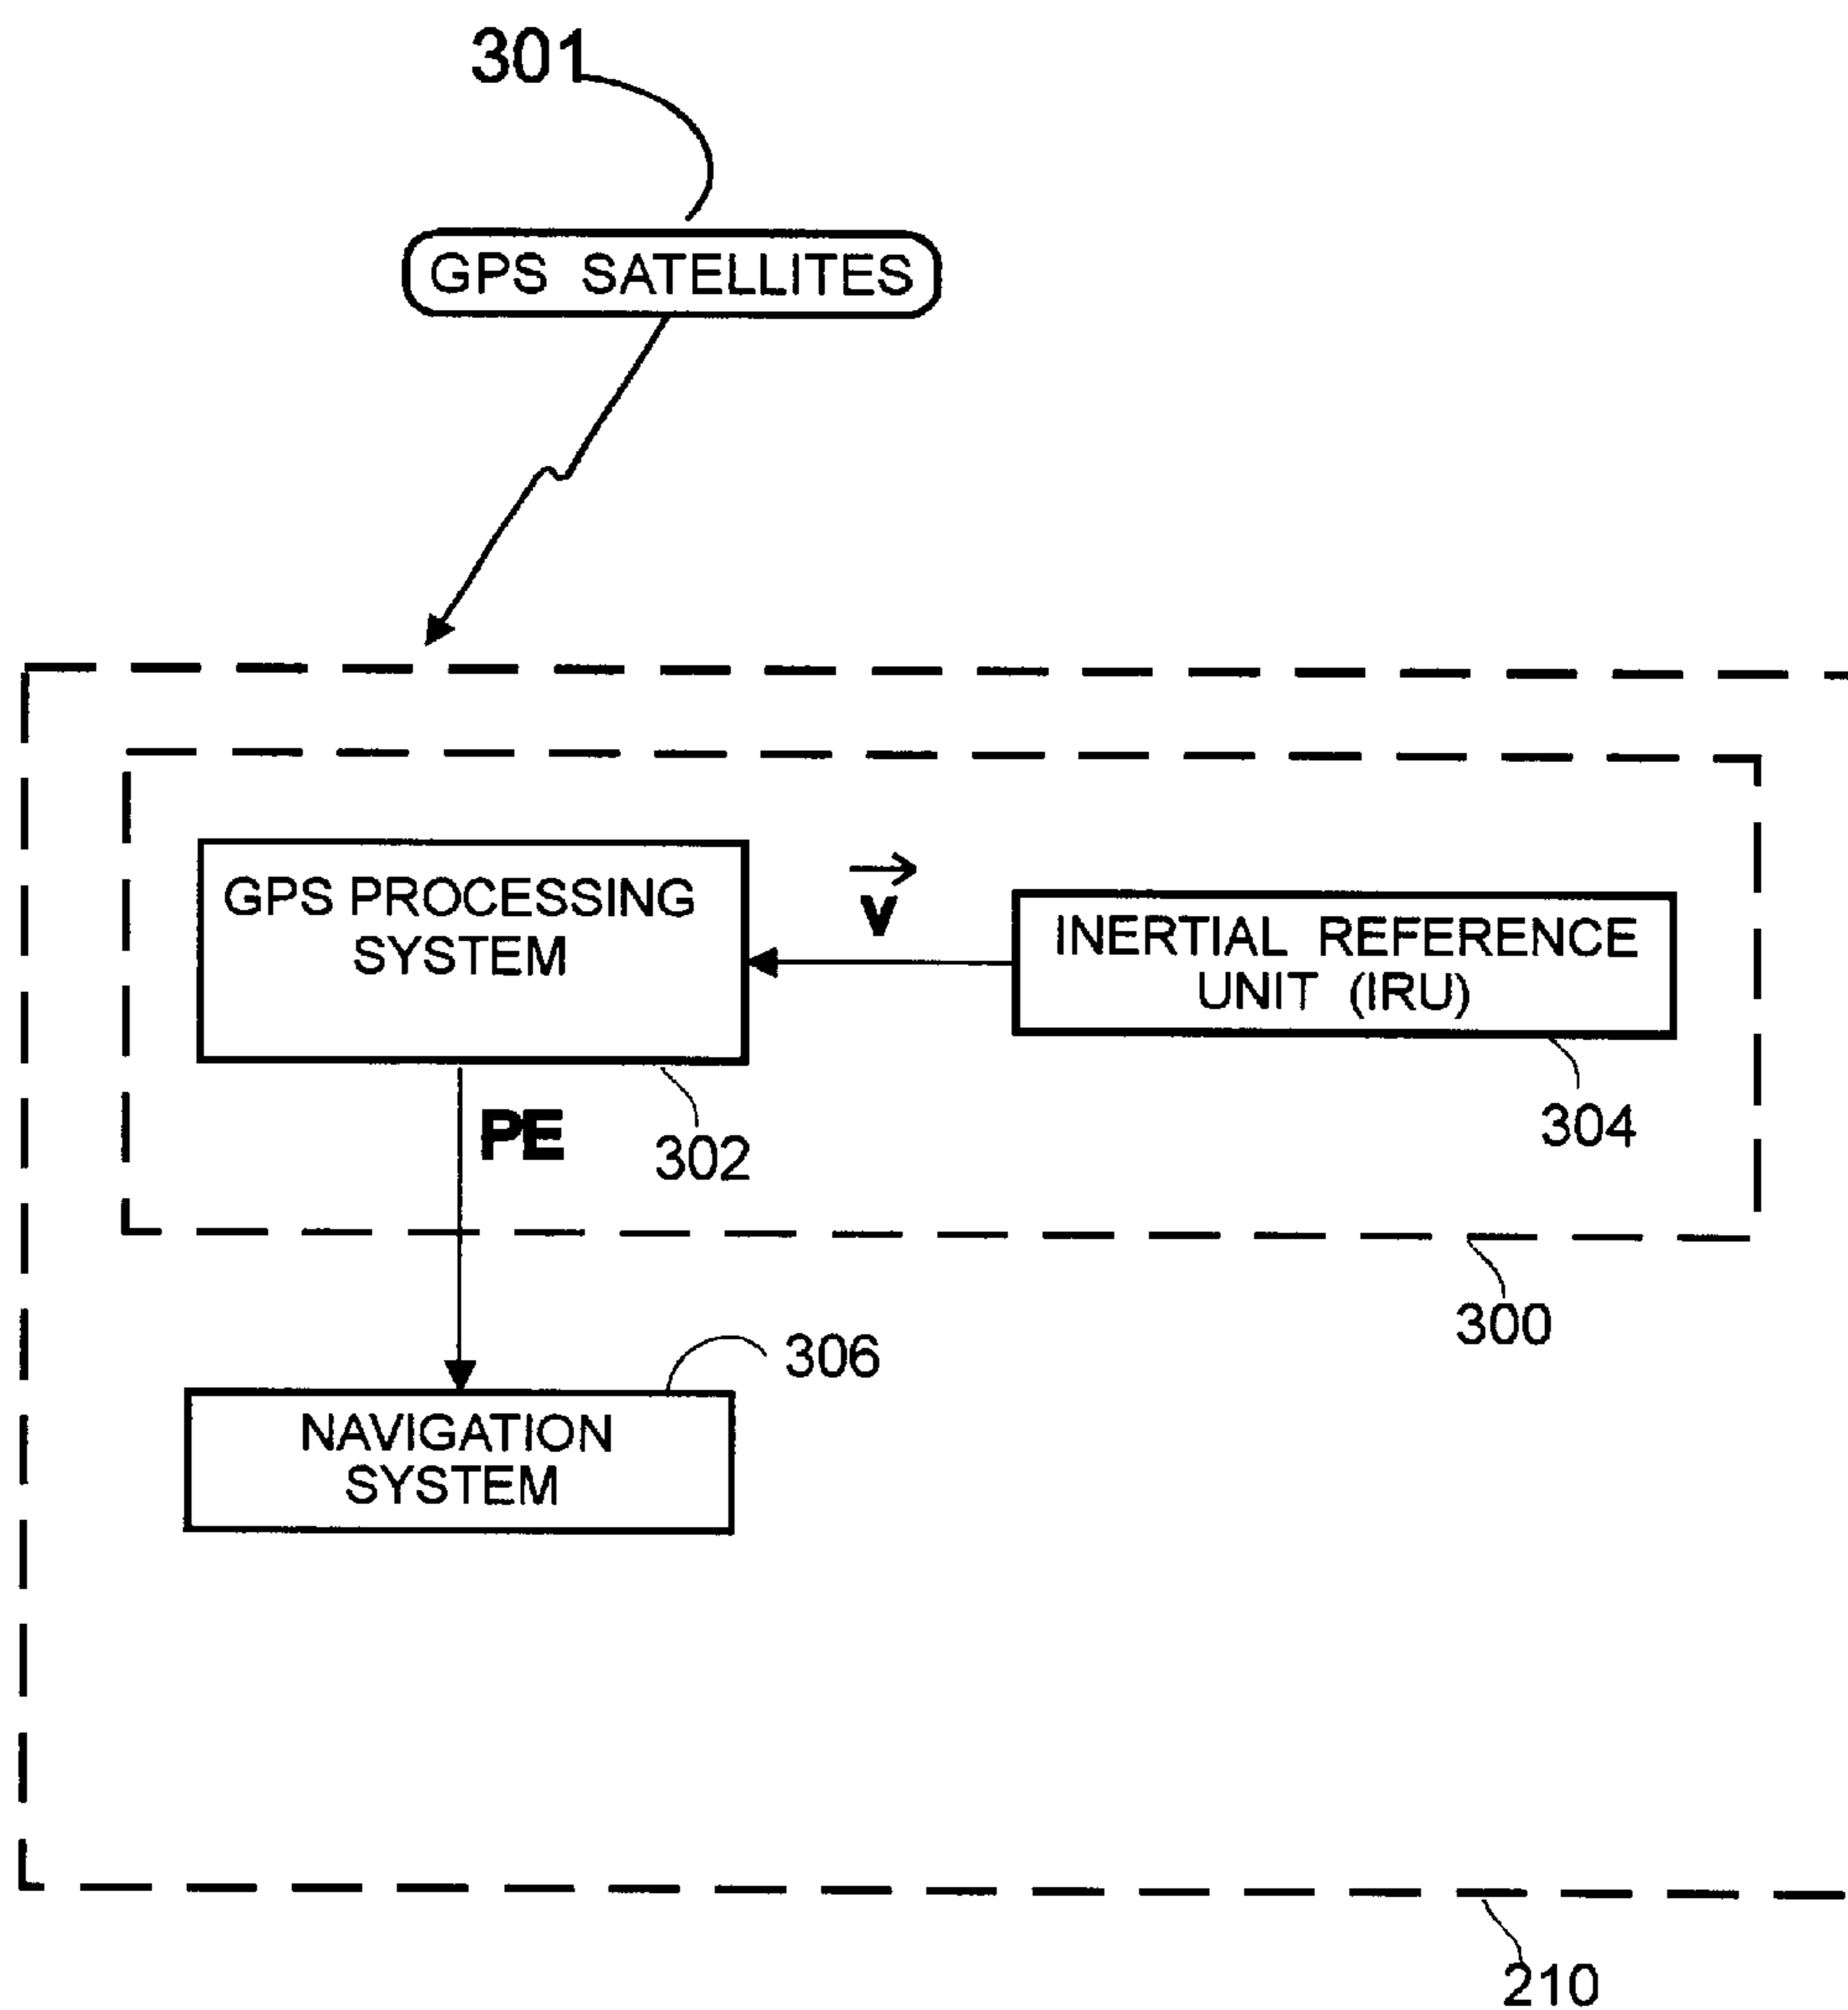 301
GPS SATELLITES
GPS PROCESSING
SYSTEM
V
INERTIAL REFERENCE
UNIT (IRU)
PE
302
304
300
306
NAVIGATION
SYSTEM
210